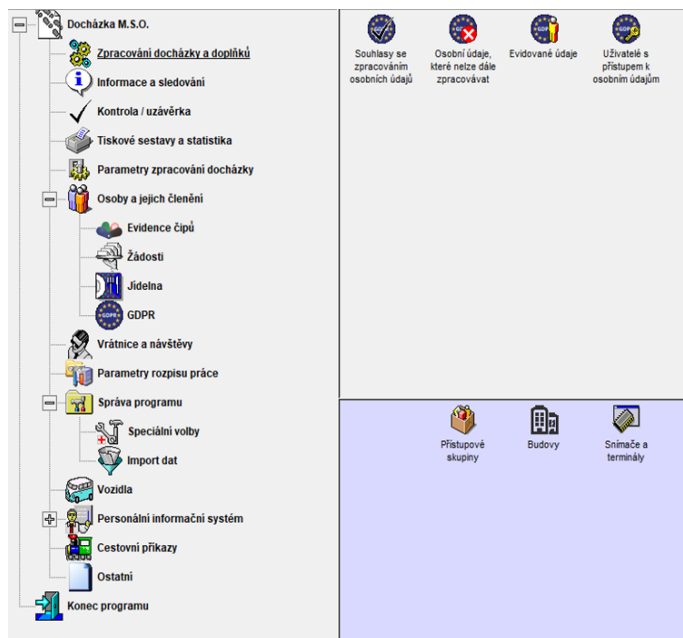 Docházka M.S.O.
Zpracování docházky a doplňků
Informace a sledování
Kontrola / uzávěrka
Tiskové sestavy a statistika
Parametry zpracování docházky
Osoby a jejich členění
Evidence čipů
Žádosti
Jídelna
GDPR
Vrátnice a návštěvy
Parametry rozpisu práce
Správa programu
Speciální volby
Import dat
Vozidla
Personální informační systém
Cestovní příkazy
Ostatní
Konec programu
Souhlasy se
zpracováním
osobních údajů
Osobní údaje,
které nelze dále
zpracovávat
Evidované údaje
Uživatelé s
přístupem k
osobním údajům
Přístupové
skupiny
Budovy
Snímače a
terminály